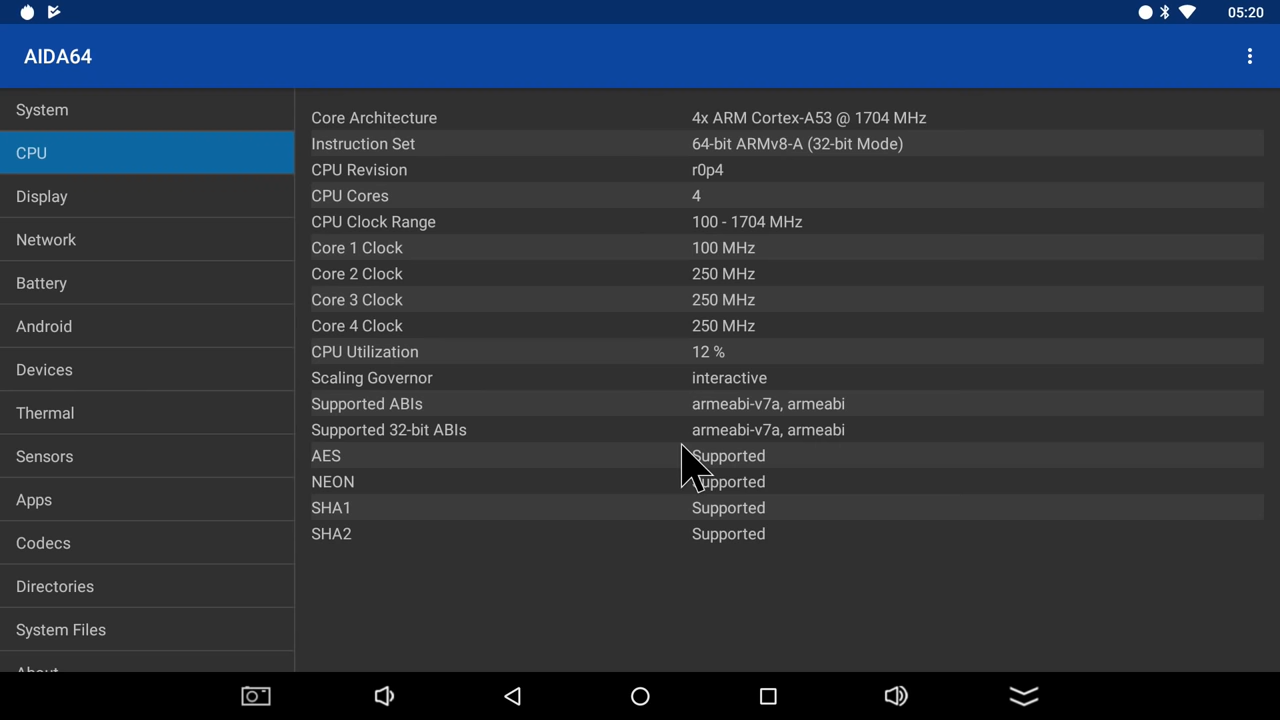 05:20
AIDA64
System
CPU
Display
Network
Battery
Android
Devices
Thermal
Sensors
Apps
Codecs
Directories
System Files
About
Core Architecture 4x ARM Cortex-A53 @ 1704 MHz
Instruction Set 64-bit ARMv8-A (32-bit Mode)
CPU Revision r0p4
CPU Cores 4
CPU Clock Range 100 - 1704 MHz
Core 1 Clock 100 MHz
Core 2 Clock 250 MHz
Core 3 Clock 250 MHz
Core 4 Clock 250 MHz
CPU Utilization 12 %
Scaling Governor interactive
Supported ABIs armeabi-v7a, armeabi
Supported 32-bit ABIs armeabi-v7a, armeabi
AES Supported
NEON Supported
SHA1 Supported
SHA2 Supported